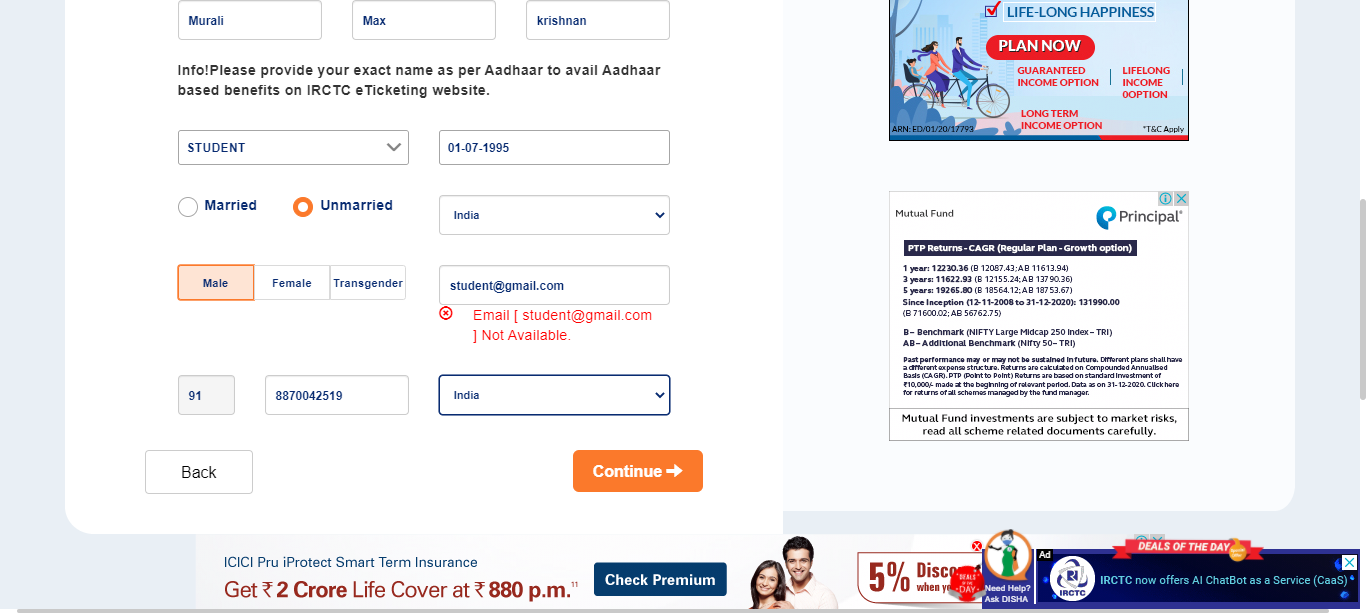 Murali
Max
krishnan
Info!Please provide your exact name as per Aadhaar to avail Aadhaar
based benefits on IRCTC eTicketing website.
STUDENT
01-07-1995
Married
Unmarried
India
Male
Female
Transgender
student@gmail.com
Email [ student@gmail.com
] Not Available.
91
8870042519
India
Back
Continue
LIFE-LONG HAPPINESS
PLAN NOW
GUARANTEED
INCOME OPTION
LIFELONG
INCOME
0OPTION
LONG TERM
INCOME OPTION
ARN: ED/01/20/17793
*T&C Apply
Mutual Fund
Principal®
PTP Returns - CAGR (Regular Plan - Growth option)
1 year: 12230.36 (B 12087.43; AB 11613.94)
3 years: 11622.93 (B 12155.24; AB 13790.36)
5 years: 19265.80 (B 18564.12; AB 18753.67)
Since Inception (12-11-2008 to 31-12-2020): 131990.00
(B 71600.02; AB 56762.75)
B – Benchmark (NIFTY Large Midcap 250 Index – TRI)
AB – Additional Benchmark (Nifty 50 – TRI)
Past performance may or may not be sustained in future. Different plans shall have
a different expense structure. Returns are calculated on Compounded Annualised
Basis (CAGR). PTP (Point to Point) Returns are based on standard investment of
₹10,000/- made at the beginning of relevant period. Data as on 31-12-2020. Click here
for returns of all schemes managed by the fund manager.
Mutual Fund investments are subject to market risks,
read all scheme related documents carefully.
ICICI Pru iProtect Smart Term Insurance
Get ₹ 2 Crore Life Cover at ₹ 880 p.m.11
Check Premium
5% Disco
when yo
DEALS OF THE DAY
Need Help?
Ask DISHA
Ad
DEALS OF THE DAY
IRCTC
IRCTC now offers AI ChatBot as a Service (CaaS)